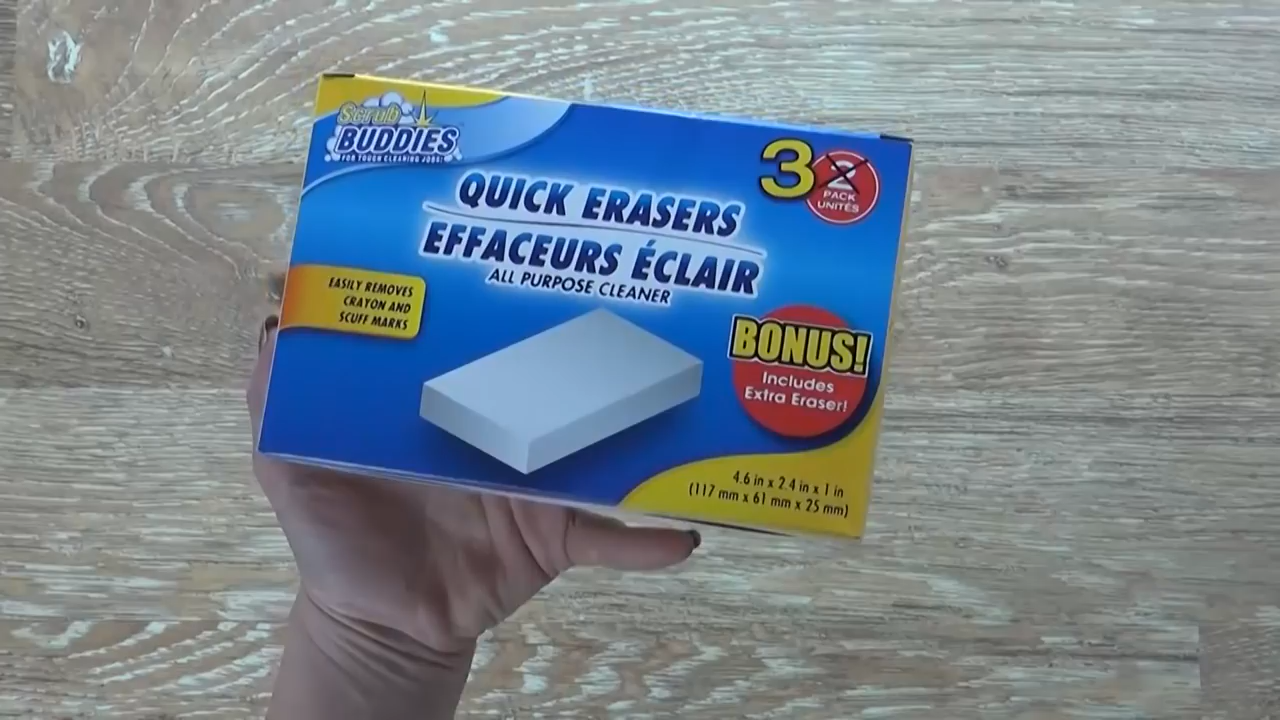 Scrub
BUDDIES
FOR TOUGH CLEANING JOBS!
3
2
PACK
UNITÉS
QUICK ERASERS
EFFACEURS ÉCLAIR
ALL PURPOSE CLEANER
EASILY REMOVES
CRAYON AND
SCUFF MARKS
BONUS!
Includes
Extra Eraser!
4.6 in x 2.4 in x 1 in
(117 mm x 61 mm x 25 mm)